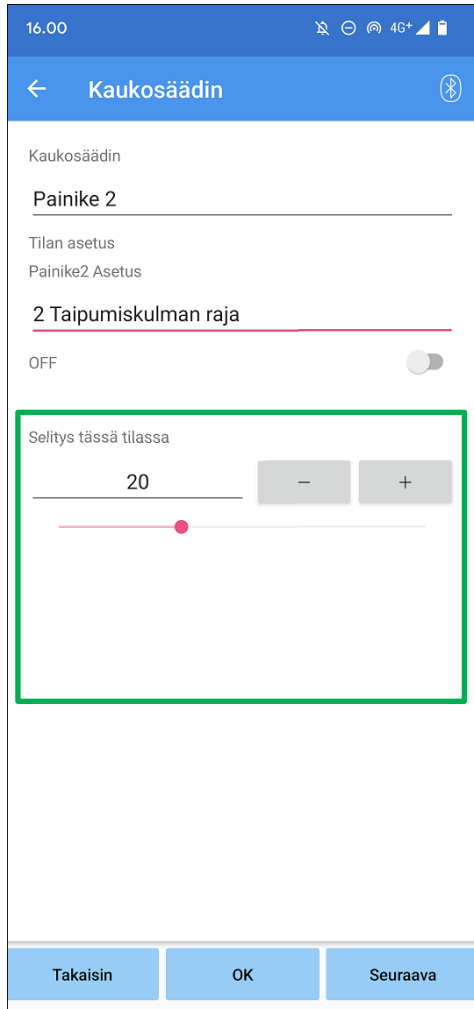 16.00 4G+
Kaukosäädin
Kaukosäädin
Painike 2
Tilan asetus
Painike2 Asetus
2 Taipumiskulman raja
OFF
Selitys tässä tilassa
20 − +
Takaisin OK Seuraava